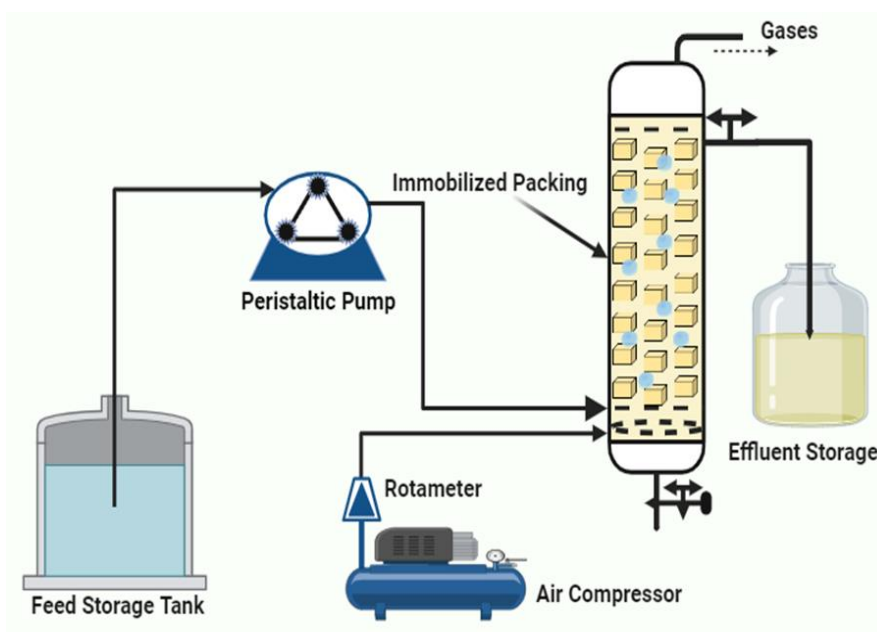 Gases
Immobilized Packing
Peristaltic Pump
Effluent Storage
Rotameter
Air Compressor
Feed Storage Tank